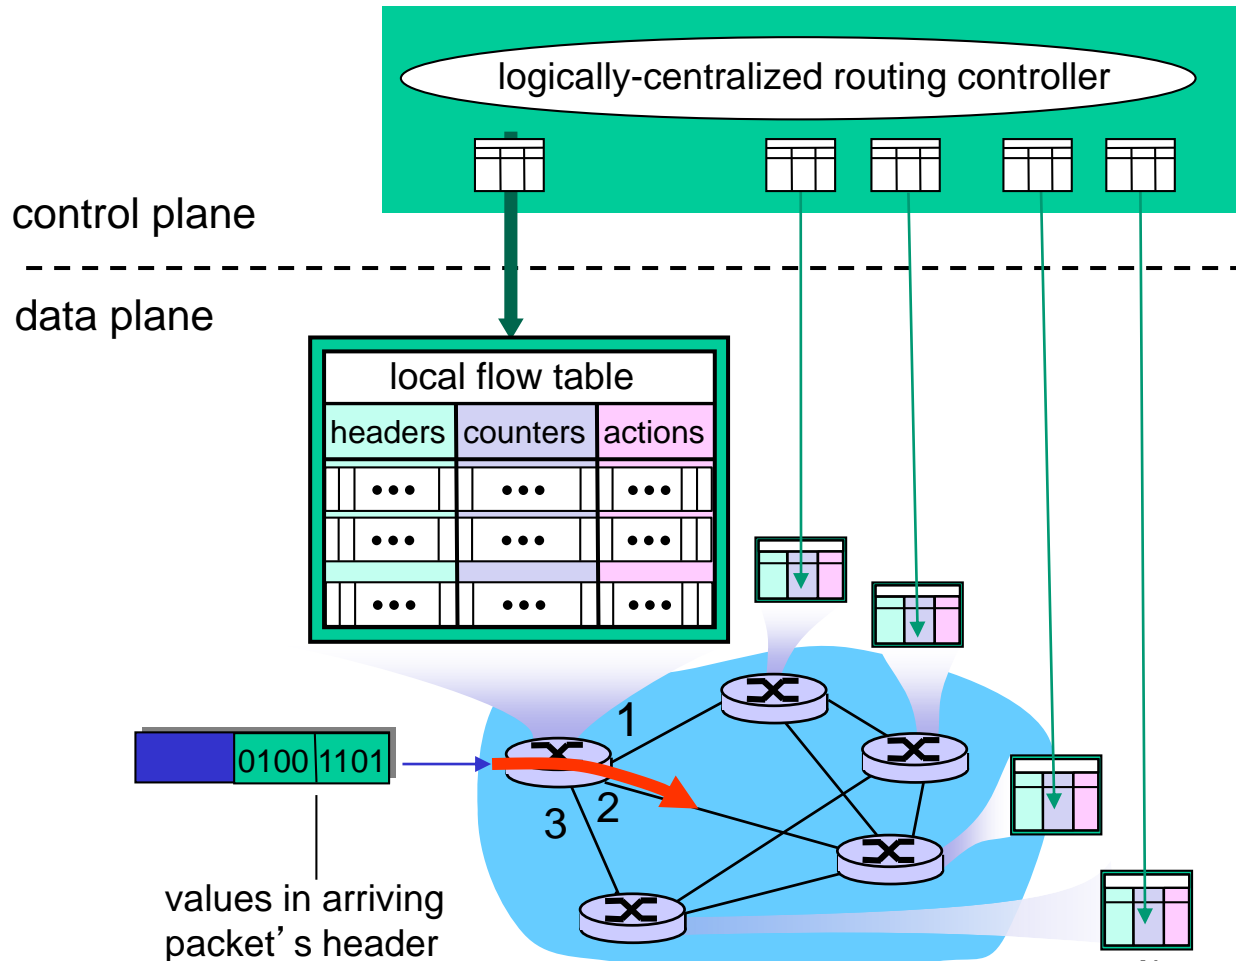 logically-centralized routing controller
control plane
data plane
local flow table
headers counters actions
1
0100 1101
2
3
values in arriving
packet’s header